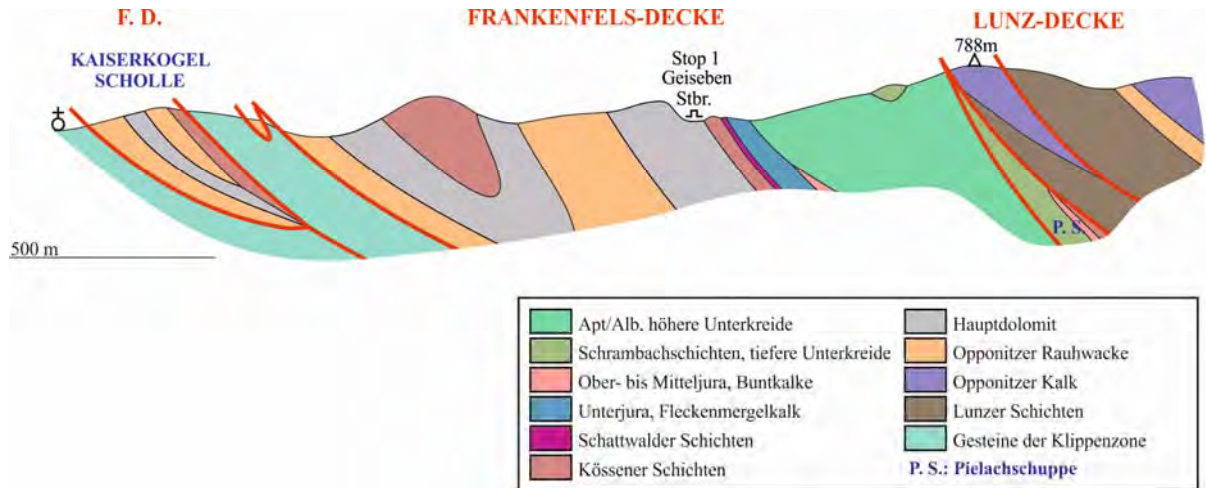 F. D.
FRANKENFELS-DECKE
LUNZ-DECKE
KAISERKOGEL
SCHOLLE
Stop 1
Geiseben
Stbr.
788m
P. S.
500 m
Apt/Alb. höhere Unterkreide
Schrambachschichten, tiefere Unterkreide
Ober- bis Mitteljura, Buntkalke
Unterjura, Fleckenmergelkalk
Schattwalder Schichten
Kössener Schichten
Hauptdolomit
Opponitzer Rauhwacke
Opponitzer Kalk
Lunzer Schichten
Gesteine der Klippenzone
P. S.: Pielachschuppe